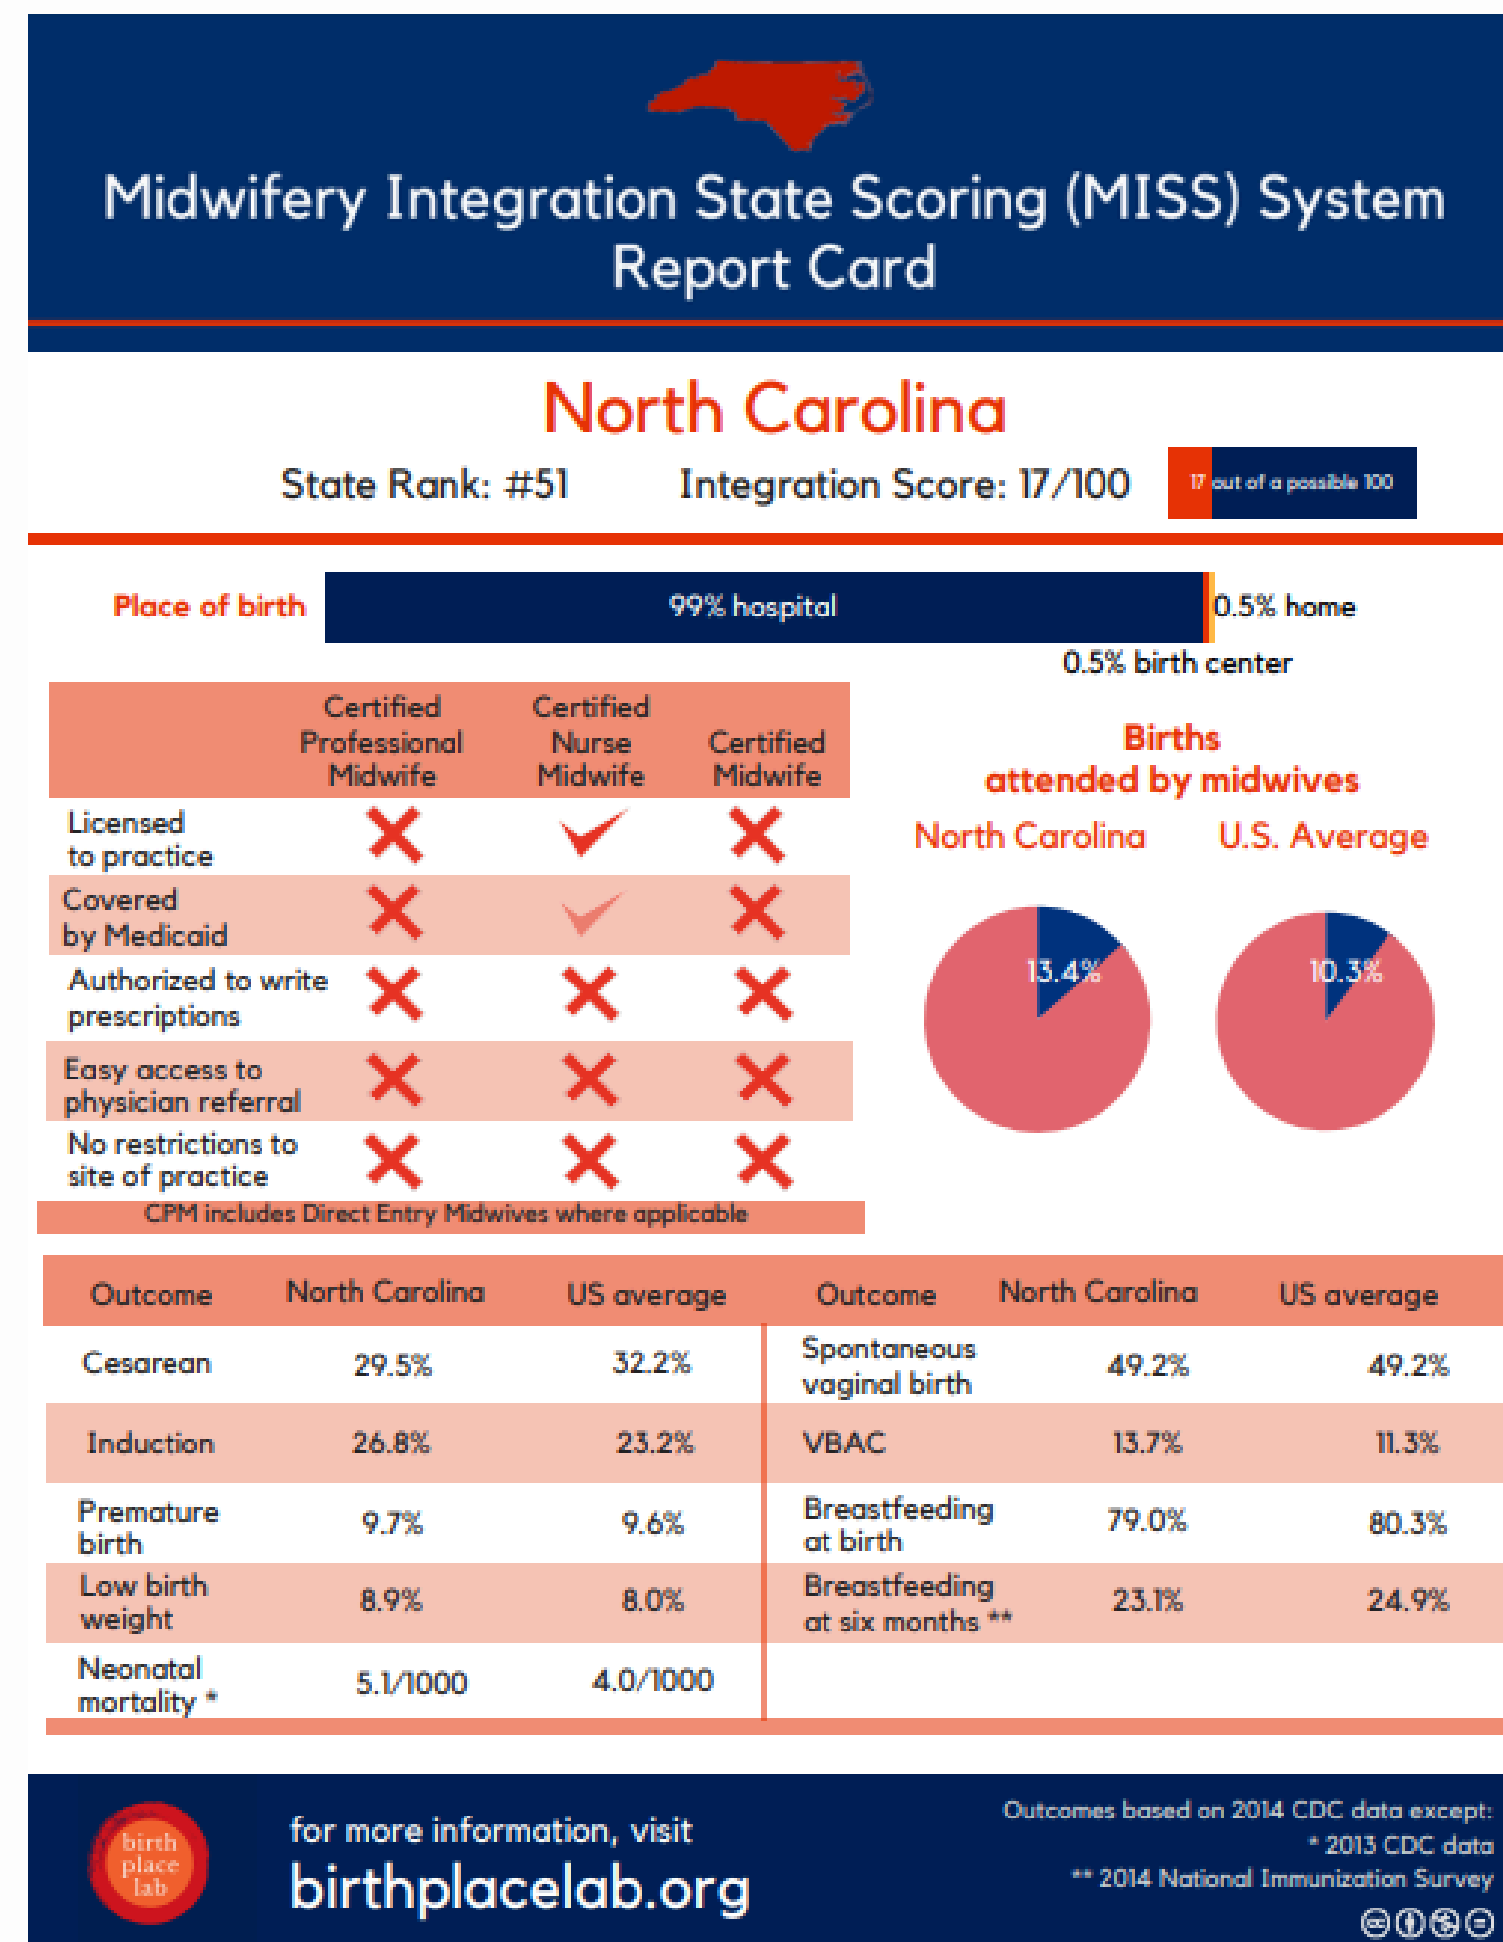 Midwifery Integration State Scoring (MISS) System
Report Card
North Carolina
State Rank: #51
Integration Score: 17/100
17 out of a possible 100
Place of birth
99% hospital
0.5% home
0.5% birth center
Certified
Professional
Midwife
Certified
Nurse
Midwife
Certified
Midwife
Licensed
to practice
Covered
by Medicaid
Authorized to write
prescriptions
Easy access to
physician referral
No restrictions to
site of practice
CPM includes Direct Entry Midwives where applicable
Births
attended by midwives
North Carolina U.S. Average
13.4% 10.3%
Outcome North Carolina US average Outcome North Carolina US average
Cesarean 29.5% 32.2%
Spontaneous
vaginal birth 49.2% 49.2%
Induction 26.8% 23.2%
VBAC 13.7% 11.3%
Premature
birth 9.7% 9.6%
Breastfeeding
at birth 79.0% 80.3%
Low birth
weight 8.9% 8.0%
Breastfeeding
at six months ** 23.1% 24.9%
Neonatal
mortality * 5.1/1000 4.0/1000
birth
place
lab
for more information, visit
birthplacelab.org
Outcomes based on 2014 CDC data except:
* 2013 CDC data
** 2014 National Immunization Survey